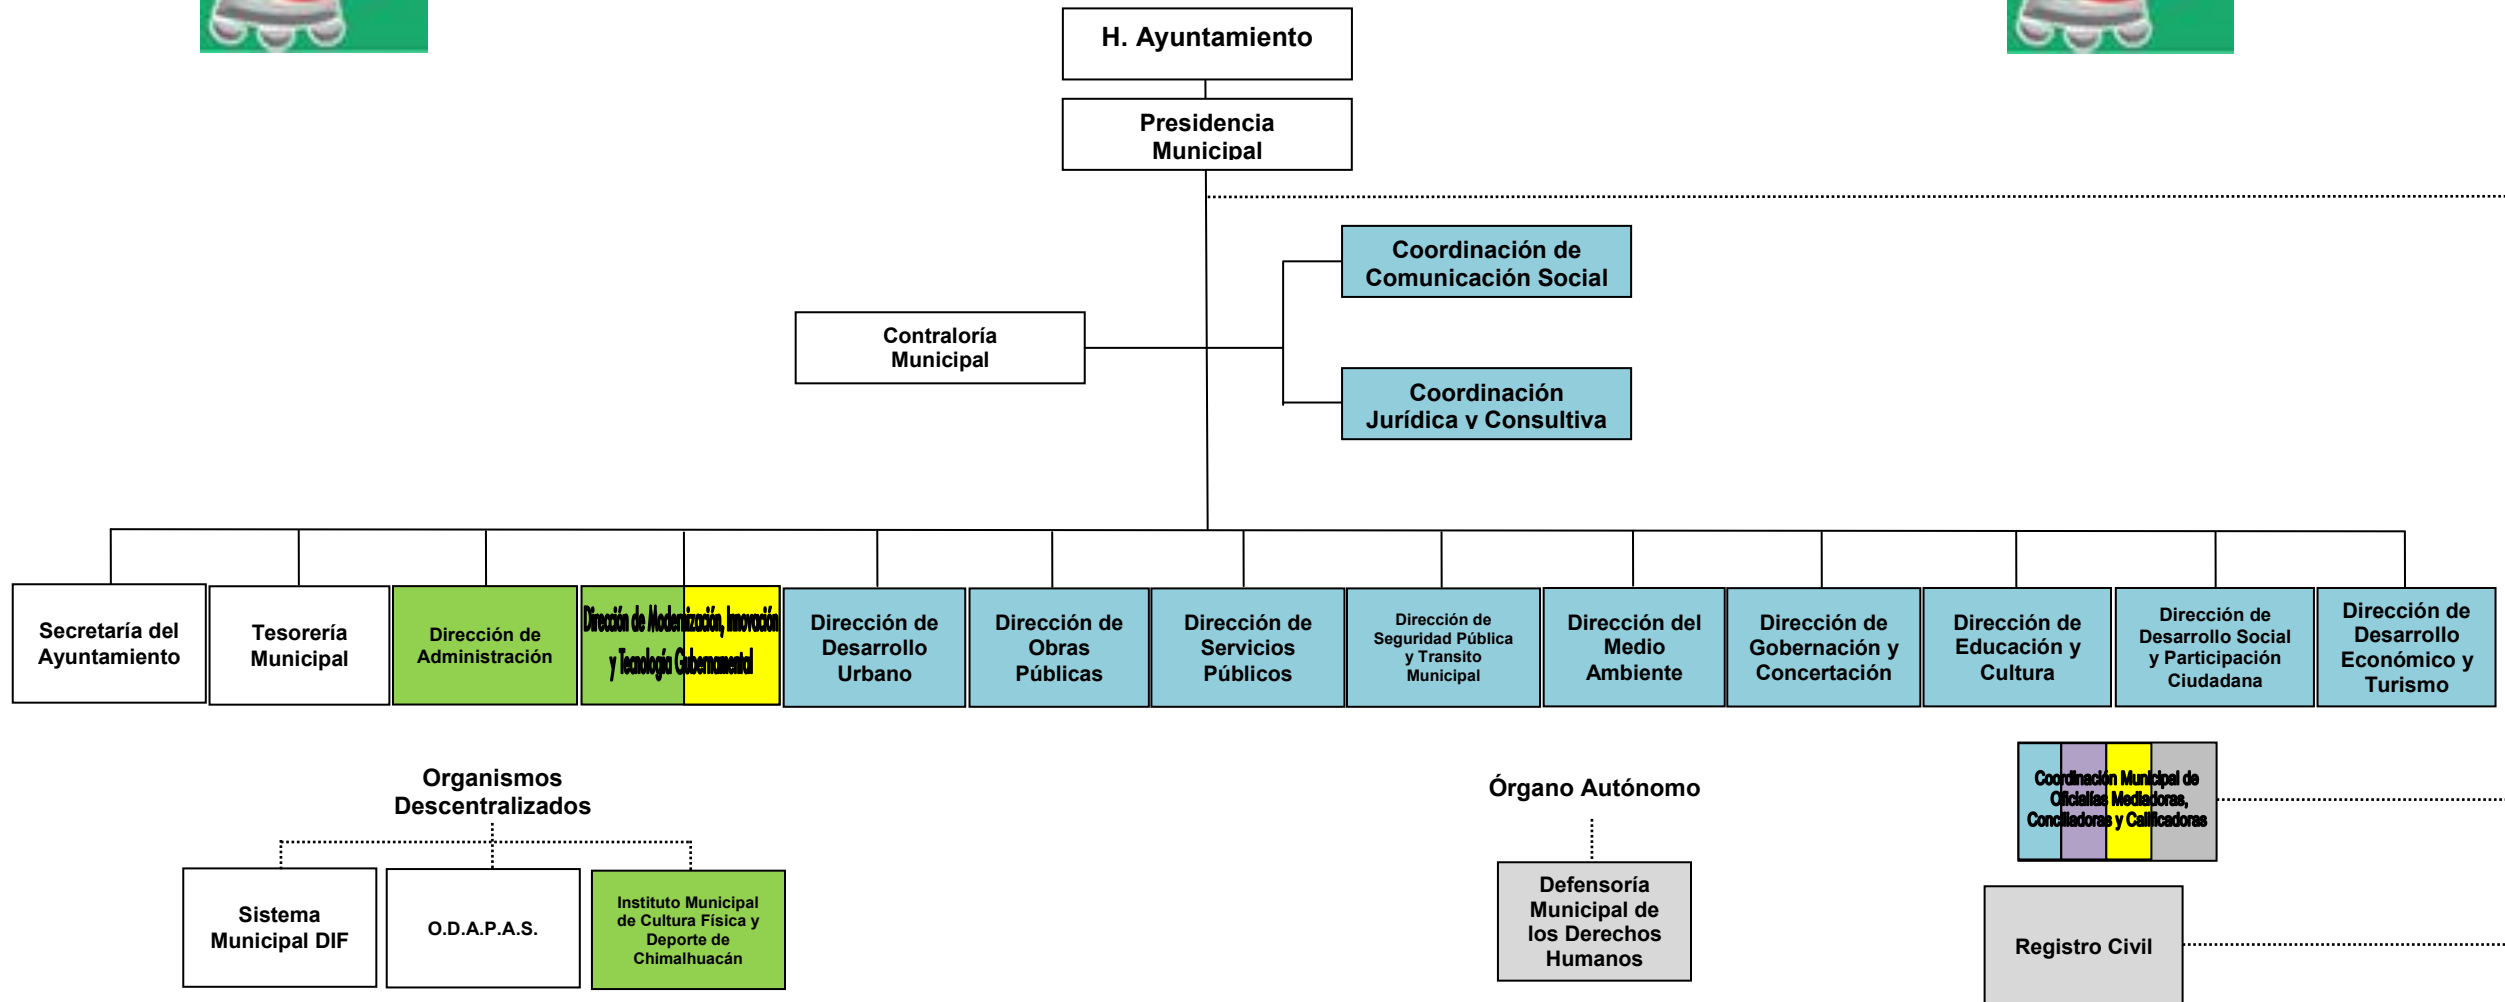 H. Ayuntamiento
Presidencia
Municipal
Coordinación de
Comunicación Social
Contraloría
Municipal
Coordinación
Jurídica y Consultiva
Secretaría del
Ayuntamiento
Tesorería
Municipal
Dirección de
Administración
Dirección de Modernización, Innovación
y Tecnología Gubernamental
Dirección de
Desarrollo
Urbano
Dirección de
Obras
Públicas
Dirección de
Servicios
Públicos
Dirección de
Seguridad Pública
y Transito
Municipal
Dirección del
Medio
Ambiente
Dirección de
Gobernación y
Concertación
Dirección de
Educación y
Cultura
Dirección de
Desarrollo Social
y Participación
Ciudadana
Dirección de
Desarrollo
Económico y
Turismo
Organismos
Descentralizados
Sistema
Municipal DIF
O.D.A.P.A.S.
Instituto Municipal
de Cultura Física y
Deporte de
Chimalhuacán
Órgano Autónomo
Defensoría
Municipal de
los Derechos
Humanos
Coordinación Municipal de
Oficialías Mediadoras,
Conciliadoras y Calificadoras
Registro Civil